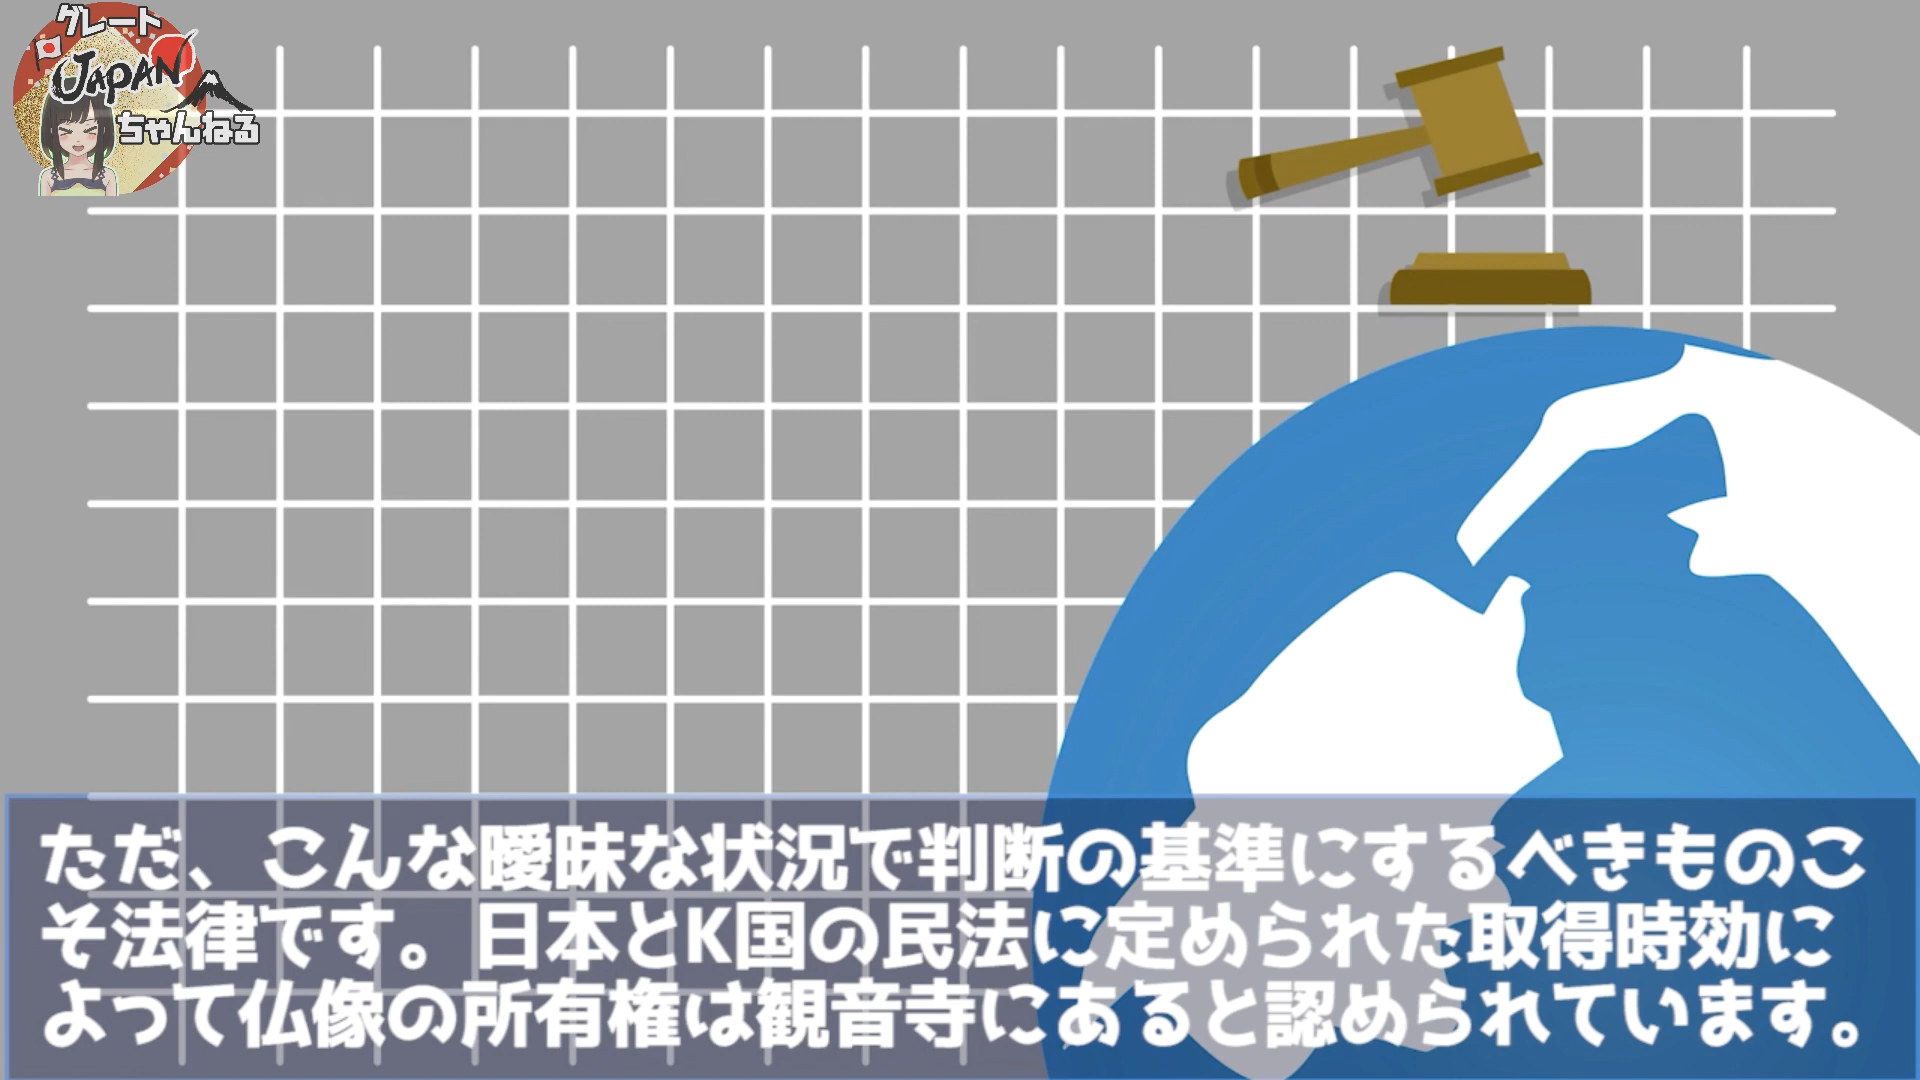 グレート
JAPAN
ちゃんねる
ただ、こんな曖昧な状況で判断の基準にするべきものこ
そ法律です。日本とK国の民法に定められた取得時効に
よって仏像の所有権は観音寺にあると認められています。